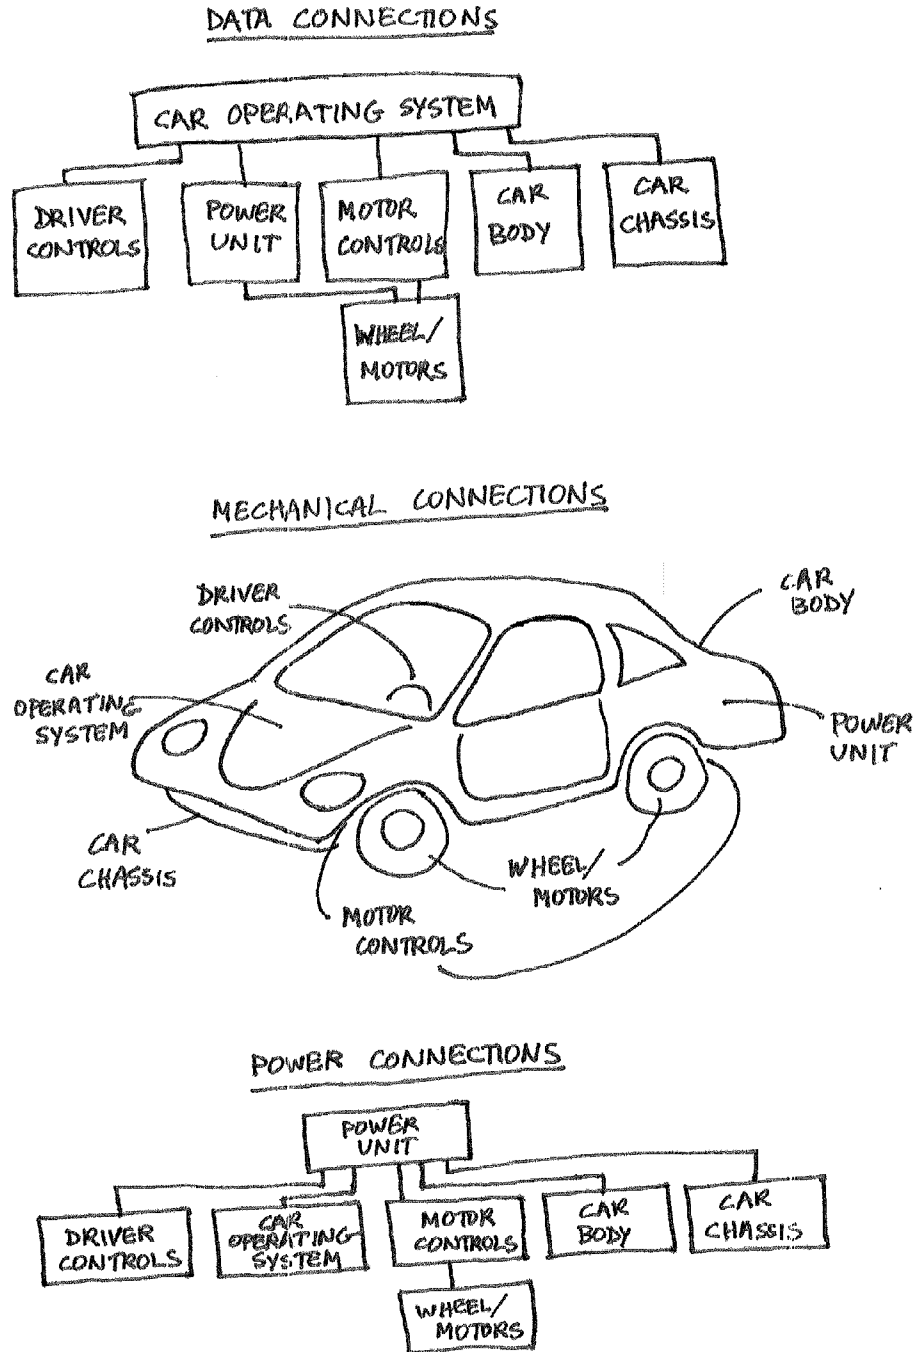 DATA CONNECTIONS
CAR OPERATING SYSTEM
DRIVER
CONTROLS
POWER
UNIT
MOTOR
CONTROLS
CAR
BODY
CAR
CHASSIS
WHEEL/
MOTORS
MECHANICAL CONNECTIONS
DRIVER
CONTROLS
CAR
BODY
CAR
OPERATING
SYSTEM
POWER
UNIT
CAR
CHASSIS
WHEEL/
MOTORS
MOTOR
CONTROLS
POWER CONNECTIONS
POWER
UNIT
DRIVER
CONTROLS
CAR
OPERATING
SYSTEM
MOTOR
CONTROLS
CAR
BODY
CAR
CHASSIS
WHEEL/
MOTORS